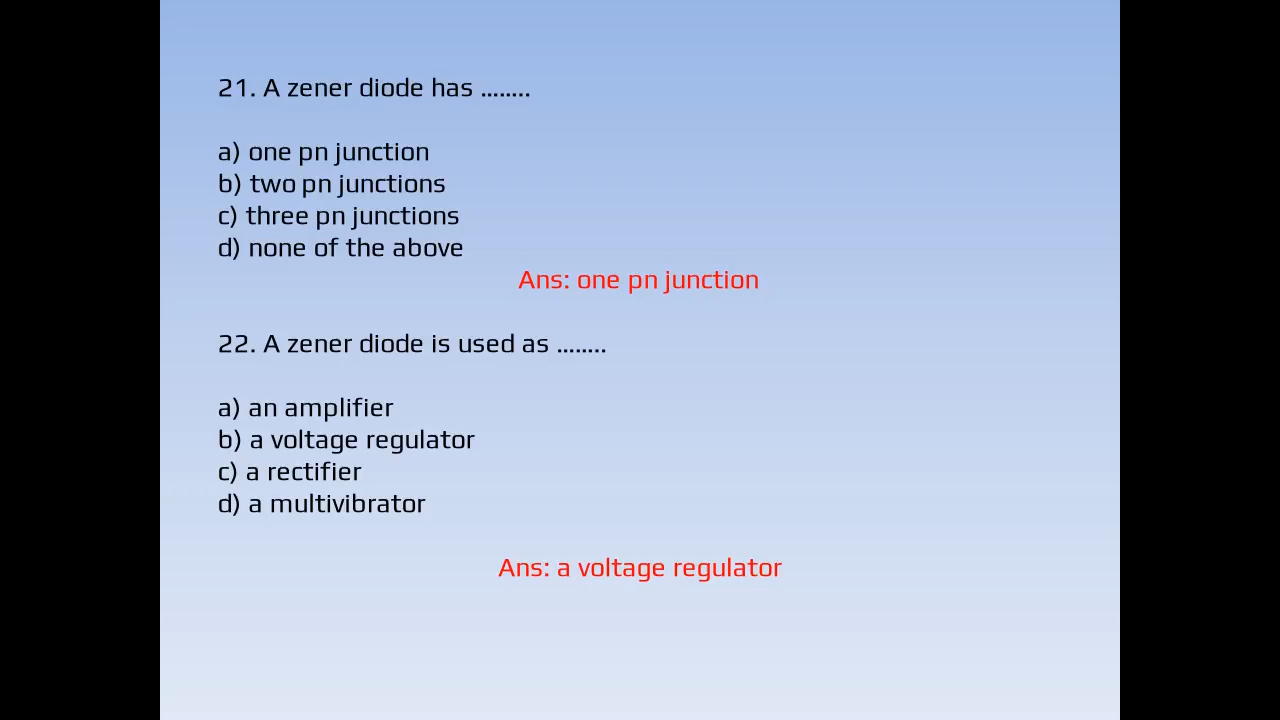 21. A zener diode has ........
a) one pn junction
b) two pn junctions
c) three pn junctions
d) none of the above
Ans: one pn junction
22. A zener diode is used as ........
a) an amplifier
b) a voltage regulator
c) a rectifier
d) a multivibrator
Ans: a voltage regulator